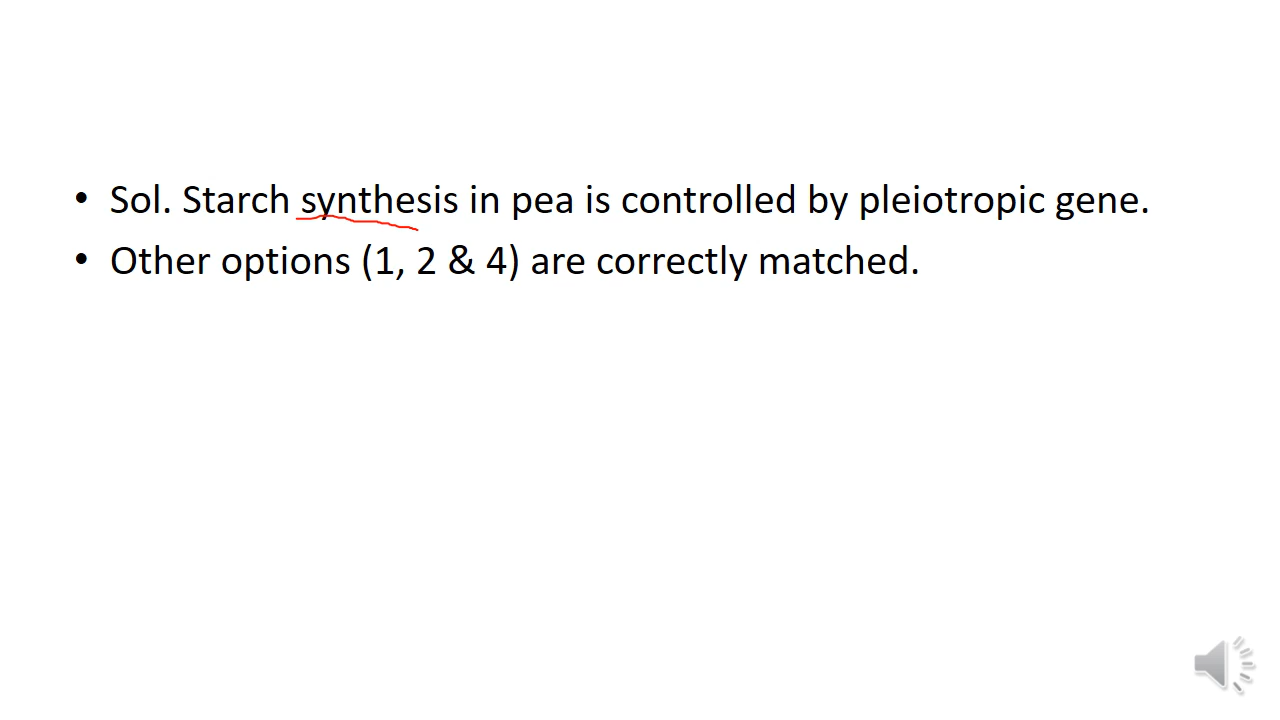 • Sol. Starch synthesis in pea is controlled by pleiotropic gene.
• Other options (1, 2 & 4) are correctly matched.